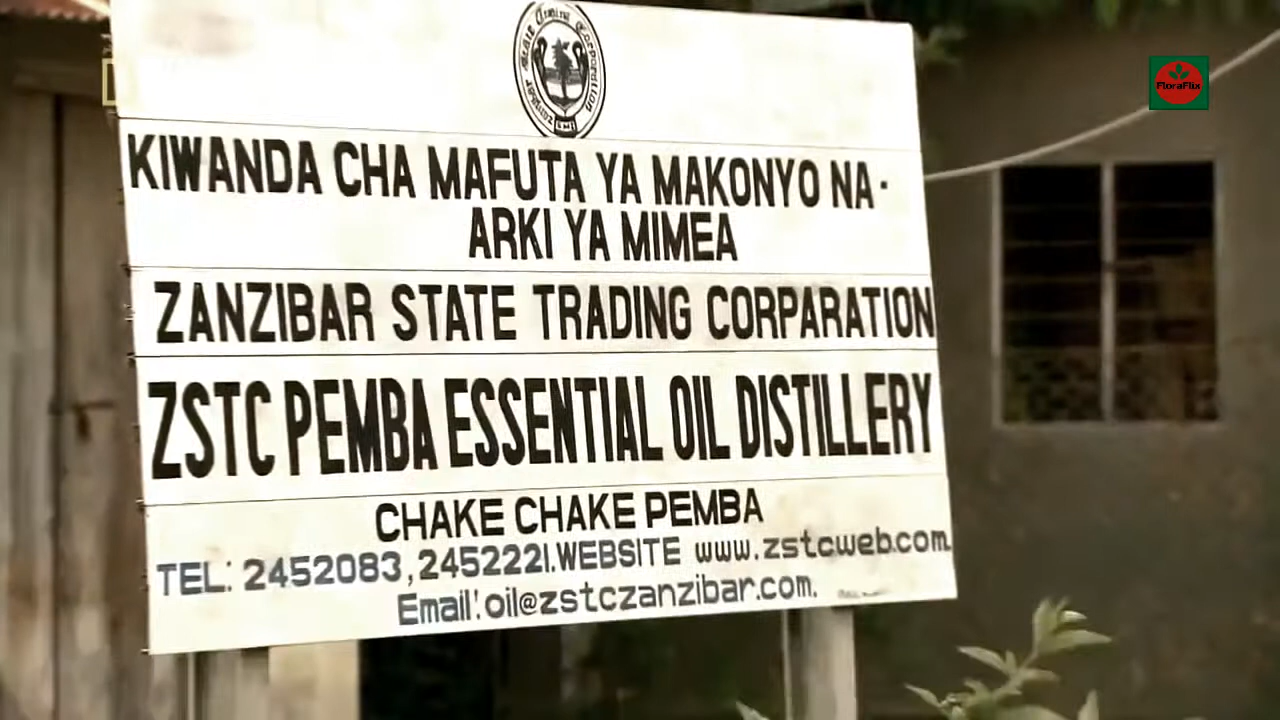 KIWANDA CHA MAFUTA YA MAKONYO NA-
ARKI YA MIMEA
ZANZIBAR STATE TRADING CORPARATION
ZSTC PEMBA ESSENTIAL OIL DISTILLERY
CHAKE CHAKE PEMBA
TEL: 2452083, 2452221. WEBSITE www.zstcweb.com.
Email: oil@zstczanzibar.com.
FloraFlix